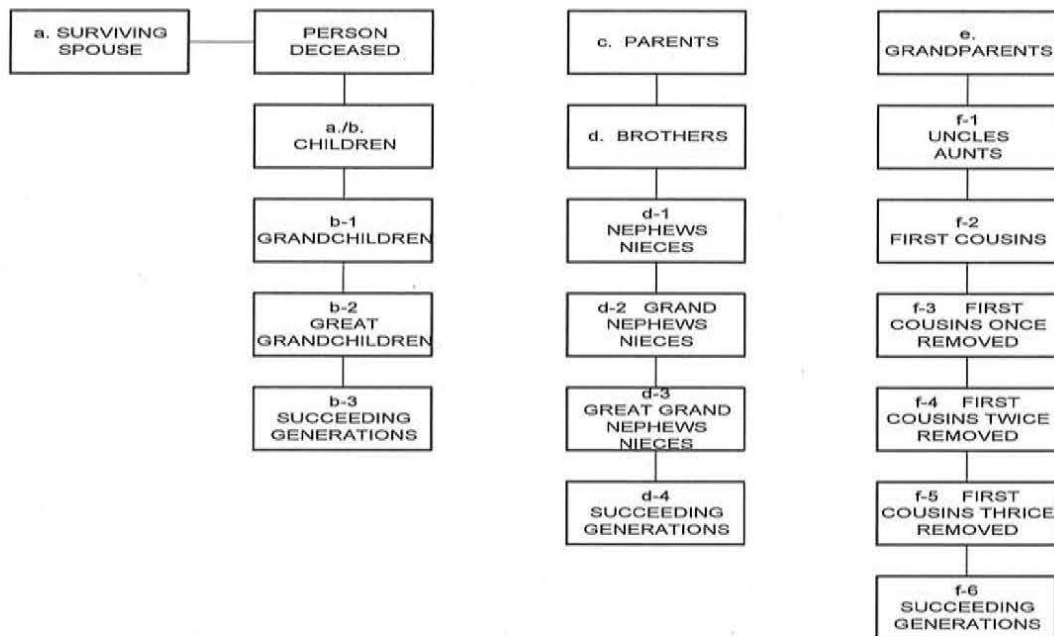 a. SURVIVING
SPOUSE
PERSON
DECEASED
a./b.
CHILDREN
b-1
GRANDCHILDREN
b-2
GREAT
GRANDCHILDREN
b-3
SUCCEEDING
GENERATIONS
c. PARENTS
d. BROTHERS
d-1
NEPHEWS
NIECES
d-2 GRAND
NEPHEWS
NIECES
d-3
GREAT GRAND
NEPHEWS
NIECES
d-4
SUCCEEDING
GENERATIONS
e.
GRANDPARENTS
f-1
UNCLES
AUNTS
f-2
FIRST COUSINS
f-3 FIRST
COUSINS ONCE
REMOVED
f-4 FIRST
COUSINS TWICE
REMOVED
f-5 FIRST
COUSINS THRICE
REMOVED
f-6
SUCCEEDING
GENERATIONS